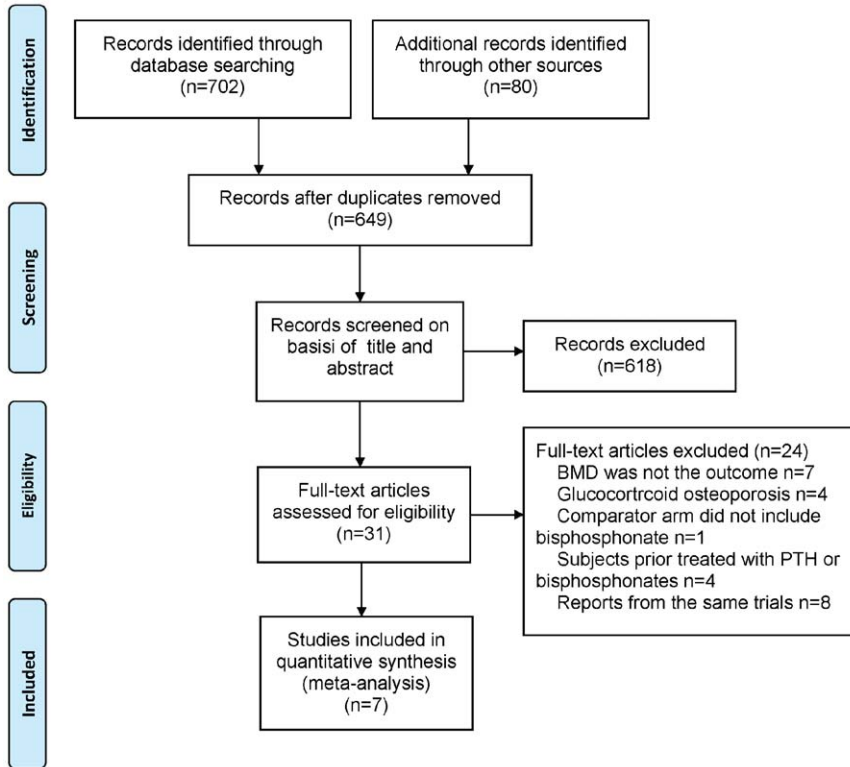 Identification
Records identified through
database searching
(n=702)
Additional records identified
through other sources
(n=80)
Records after duplicates removed
(n=649)
Screening
Records screened on
basisi of title and
abstract
Records excluded
(n=618)
Eligibility
Full-text articles
assessed for eligibility
(n=31)
Full-text articles excluded (n=24)
BMD was not the outcome n=7
Glucocortrcoid osteoporosis n=4
Comparator arm did not include
bisphosphonate n=1
Subjects prior treated with PTH or
bisphosphonates n=4
Reports from the same trials n=8
Included
Studies included in
quantitative synthesis
(meta-analysis)
(n=7)